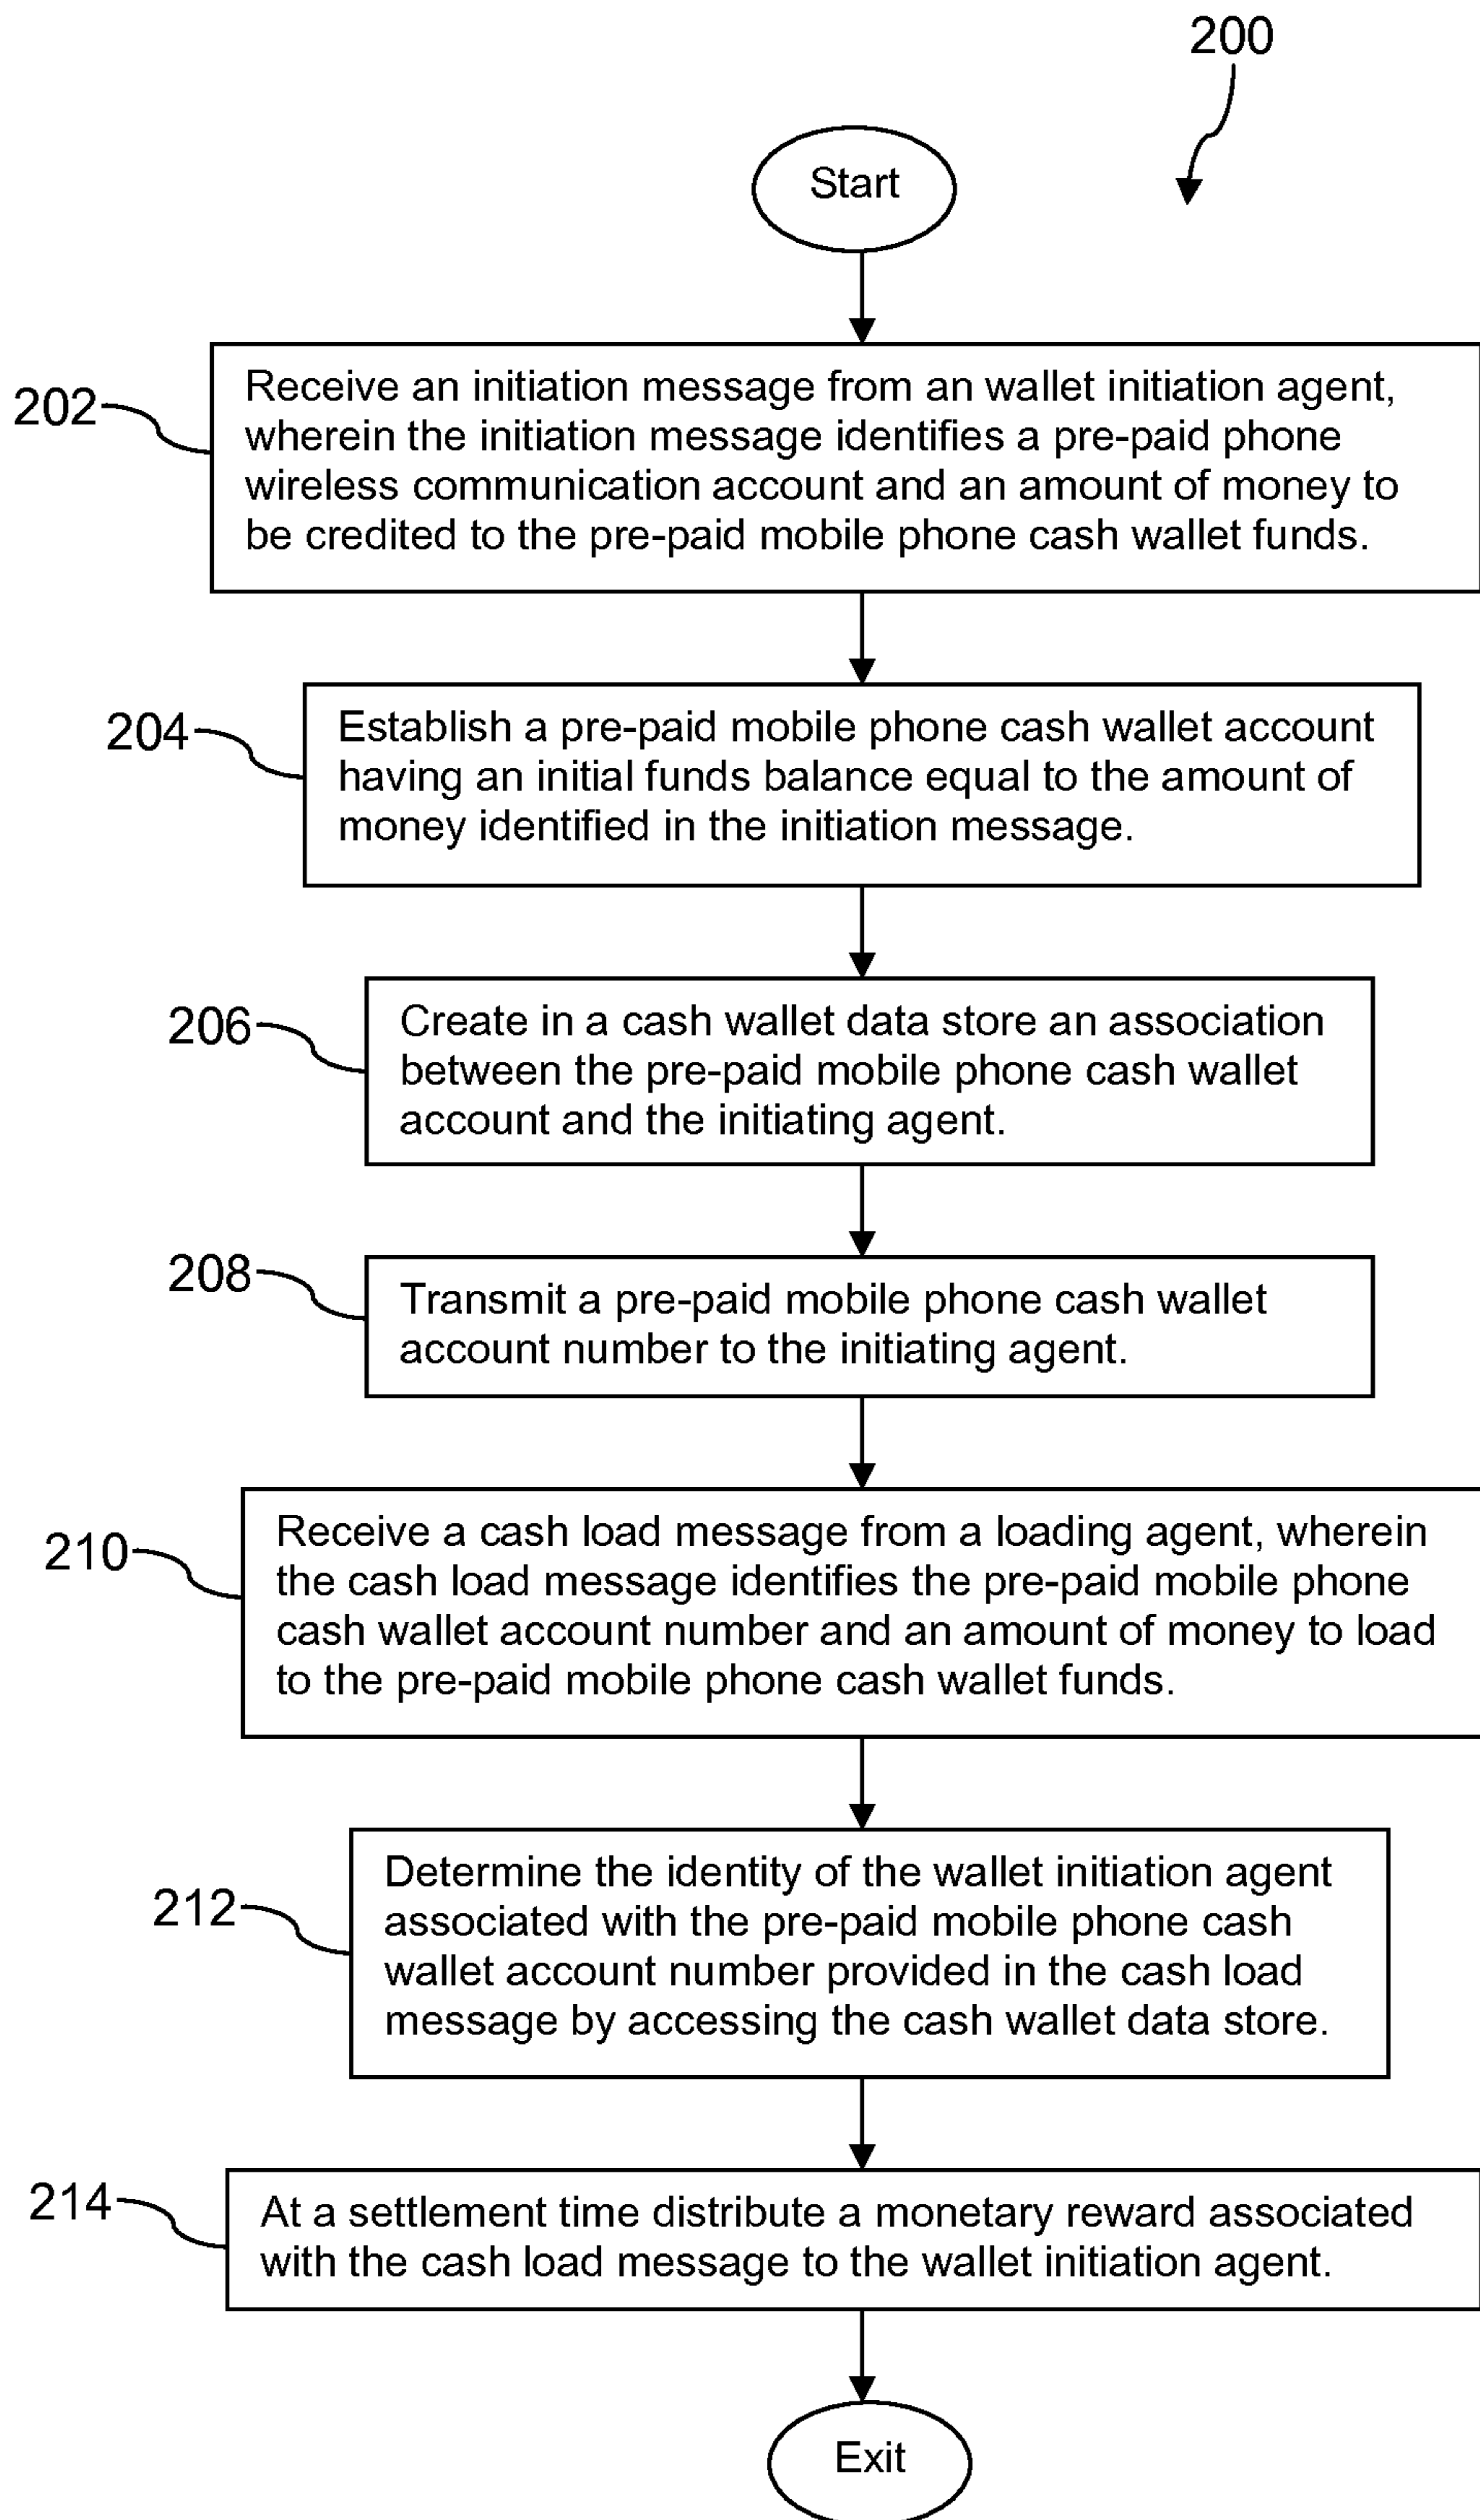 200
Start
202
Receive an initiation message from an wallet initiation agent,
wherein the initiation message identifies a pre-paid phone
wireless communication account and an amount of money to
be credited to the pre-paid mobile phone cash wallet funds.
204
Establish a pre-paid mobile phone cash wallet account
having an initial funds balance equal to the amount of
money identified in the initiation message.
206
Create in a cash wallet data store an association
between the pre-paid mobile phone cash wallet
account and the initiating agent.
208
Transmit a pre-paid mobile phone cash wallet
account number to the initiating agent.
210
Receive a cash load message from a loading agent, wherein
the cash load message identifies the pre-paid mobile phone
cash wallet account number and an amount of money to load
to the pre-paid mobile phone cash wallet funds.
212
Determine the identity of the wallet initiation agent
associated with the pre-paid mobile phone cash
wallet account number provided in the cash load
message by accessing the cash wallet data store.
214
At a settlement time distribute a monetary reward associated
with the cash load message to the wallet initiation agent.
Exit